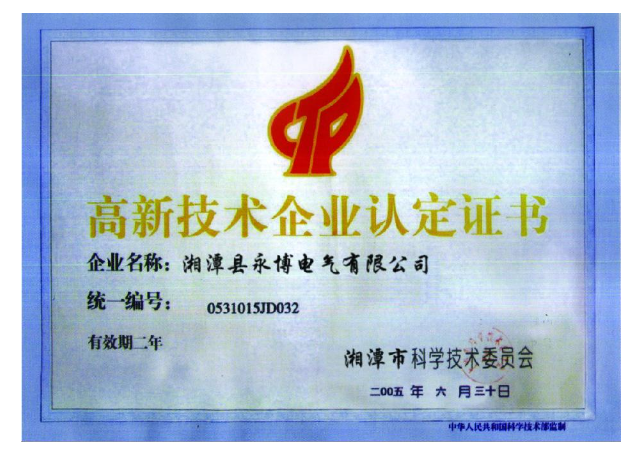 高新技术企业认定证书
企业名称：湘潭县永博电气有限公司
统一编号：0531015JD032
有效期二年
湘潭市科学技术委员会
二00五 年 六 月三十日
中华人民共和国科学技术部监制